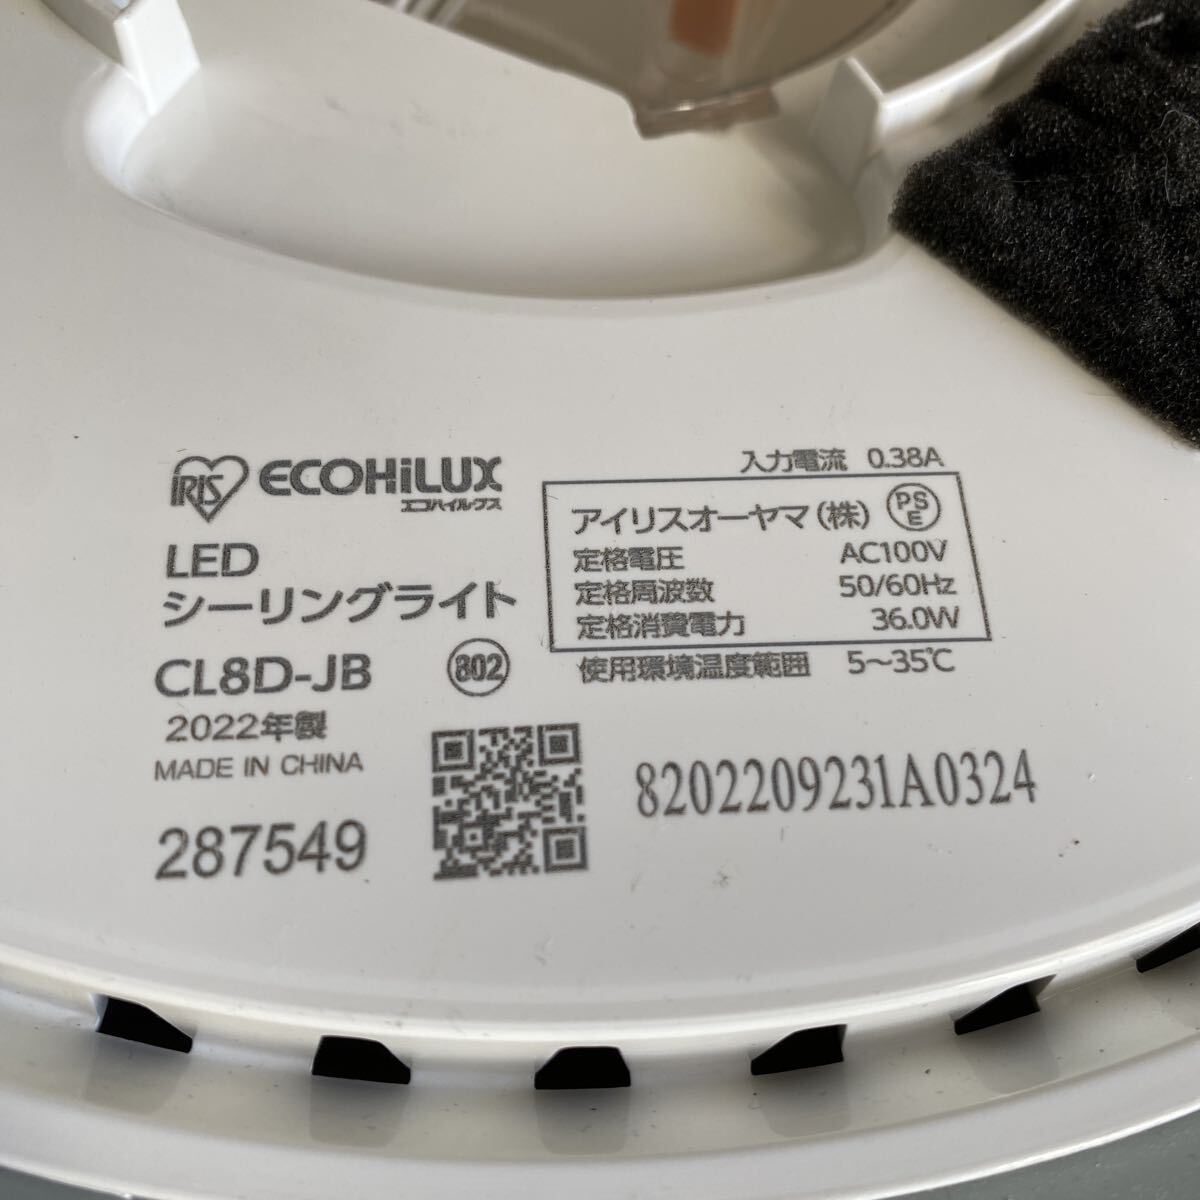 IRIS ECOHiLUX
エコハイルクス
LED
シーリングライト
CL8D-JB 802
2022年製
MADE IN CHINA
287549
入力電流 0.38A
アイリスオーヤマ(株) PSE
定格電圧 AC100V
定格周波数 50/60Hz
定格消費電力 36.0W
使用環境温度範囲 5～35℃
8202209231A0324